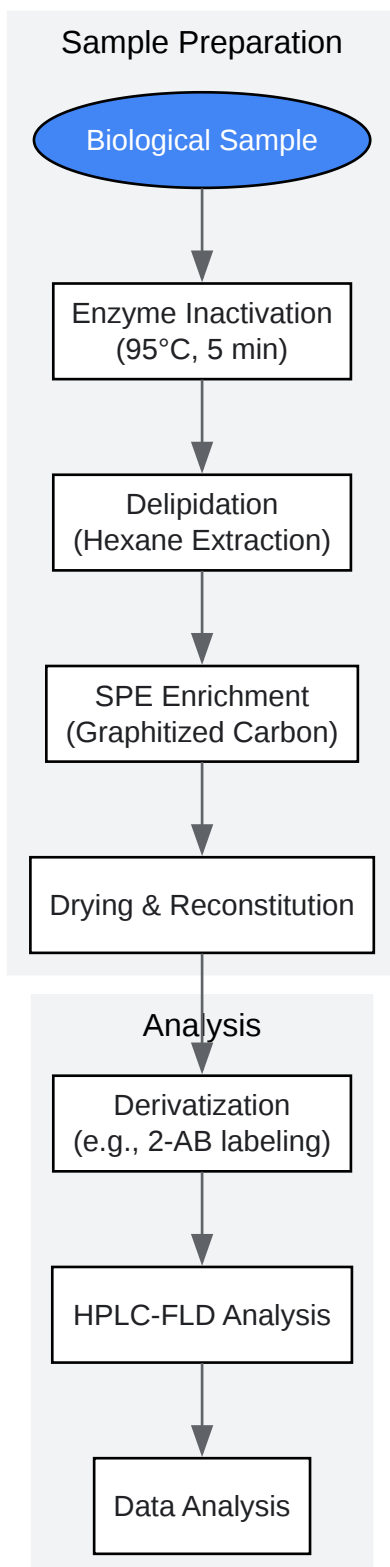 Sample Preparation
Biological Sample
Enzyme Inactivation
(95°C, 5 min)
Delipidation
(Hexane Extraction)
SPE Enrichment
(Graphitized Carbon)
Drying & Reconstitution
Analysis
Derivatization
(e.g., 2-AB labeling)
HPLC-FLD Analysis
Data Analysis